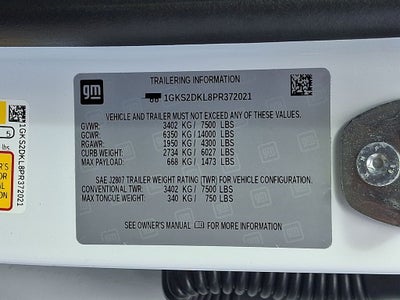 TRAILERING INFORMATION
gm
1GKS2DKL8PR372021
VEHICLE AND TRAILER MUST NOT EXCEED ANY OF THESE VALUES:
GVWR: 3402 KG / 7500 LBS
GCWR: 6350 KG / 14000 LBS
RGAWR: 1950 KG / 4300 LBS
CURB WEIGHT: 2734 KG / 6027 LBS
MAX PAYLOAD: 668 KG / 1473 LBS
SAE J2807 TRAILER WEIGHT RATING (TWR) FOR VEHICLE CONFIGURATION.
CONVENTIONAL TWR: 3402 KG / 7500 LBS
MAX TONGUE WEIGHT: 340 KG / 750 LBS
SEE OWNER'S MANUAL FOR MORE INFORMATION
1GKS2DKL8PR372021
5
lbs